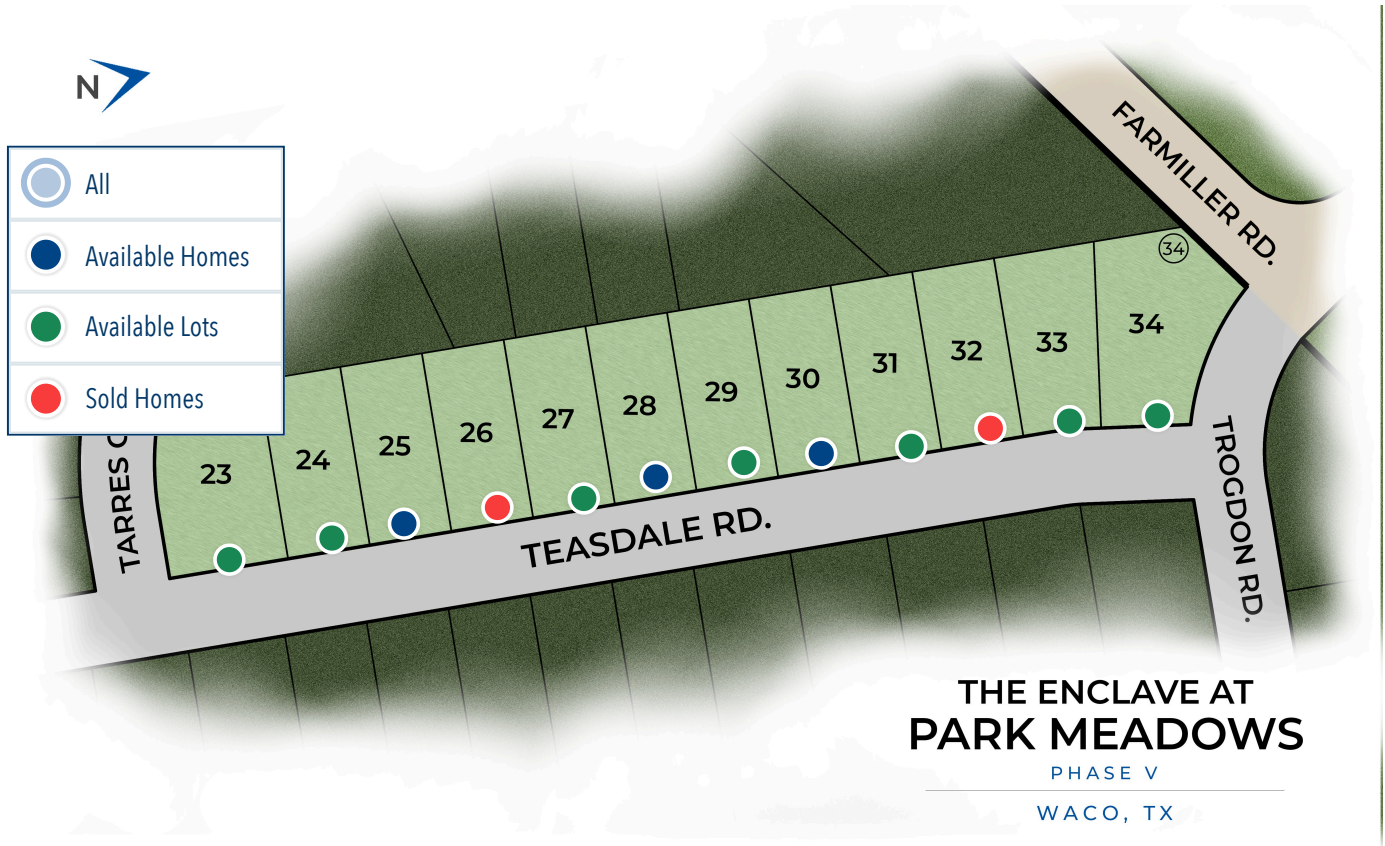 N
All
Available Homes
Available Lots
Sold Homes
FARMILLER RD.
34
34
33
32
31
30
29
28
27
26
25
24
23
TARRES
TEASDALE RD.
TROGDON RD.
THE ENCLAVE AT
PARK MEADOWS
PHASE V
WACO, TX